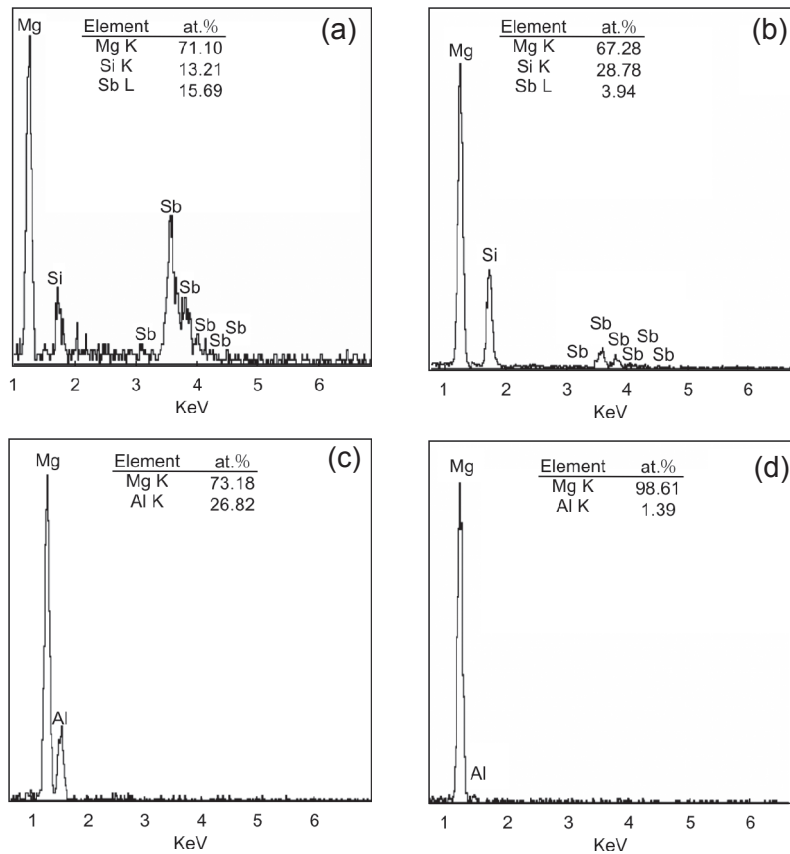 Mg
Element at.%
Mg K 71.10
Si K 13.21
Sb L 15.69
(a)
Sb
Si
Sb
Sb
Sb
Sb
Sb
1 2 3 4 5 6
KeV
Mg
Element at.%
Mg K 67.28
Si K 28.78
Sb L 3.94
(b)
Si
Sb
Sb
Sb
Sb
Sb
Sb
1 2 3 4 5 6
KeV
Mg
Element at.%
Mg K 73.18
Al K 26.82
(c)
Al
1 2 3 4 5 6
KeV
Mg
Element at.%
Mg K 98.61
Al K 1.39
(d)
Al
1 2 3 4 5 6
KeV